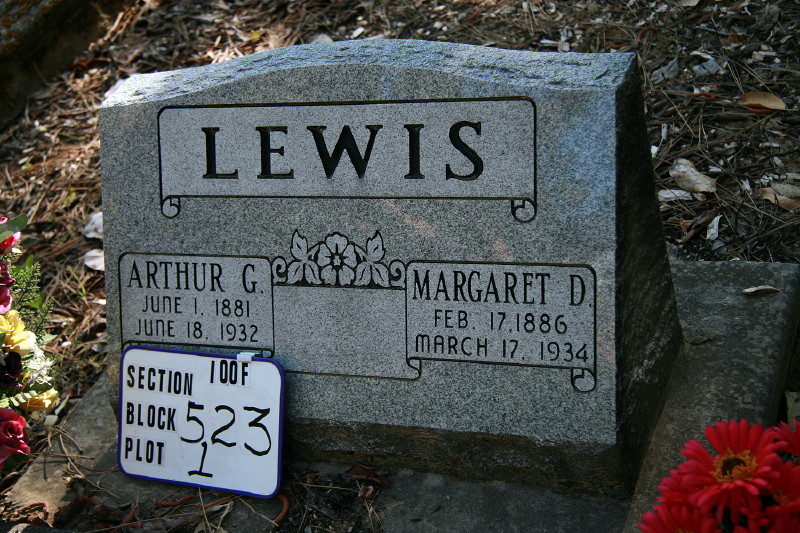 LEWIS
ARTHUR G.
JUNE 1, 1881
JUNE 18, 1932
MARGARET D.
FEB. 17, 1886
MARCH 17, 1934
SECTION 100F
BLOCK 523
PLOT 1